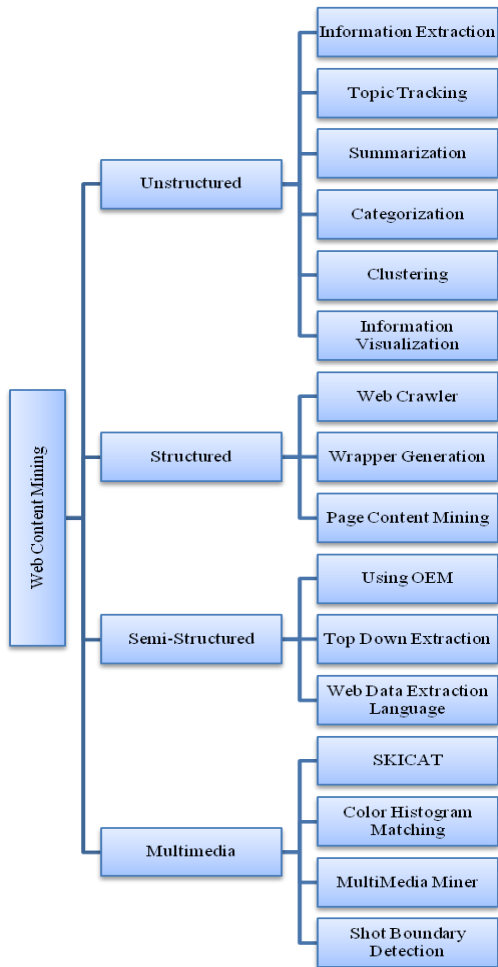 Web Content Mining
Unstructured
Information Extraction
Topic Tracking
Summarization
Categorization
Clustering
Information
Visualization
Structured
Web Crawler
Wrapper Generation
Page Content Mining
Semi-Structured
Using OEM
Top Down Extraction
Web Data Extraction
Language
Multimedia
SKICAT
Color Histogram
Matching
MultiMedia Miner
Shot Boundary
Detection